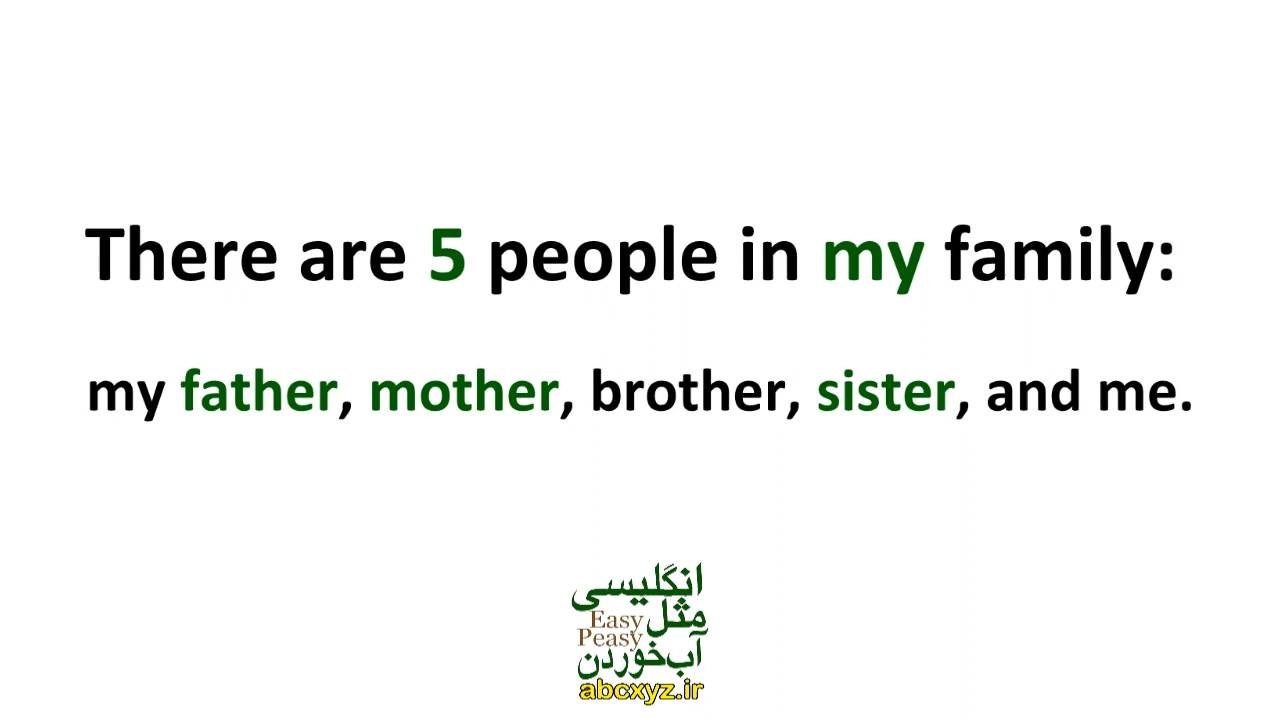 There are 5 people in my family:
my father, mother, brother, sister, and me.
انگلیسی
مثل
Easy
Peasy
آب خوردن
abcxyz.ir